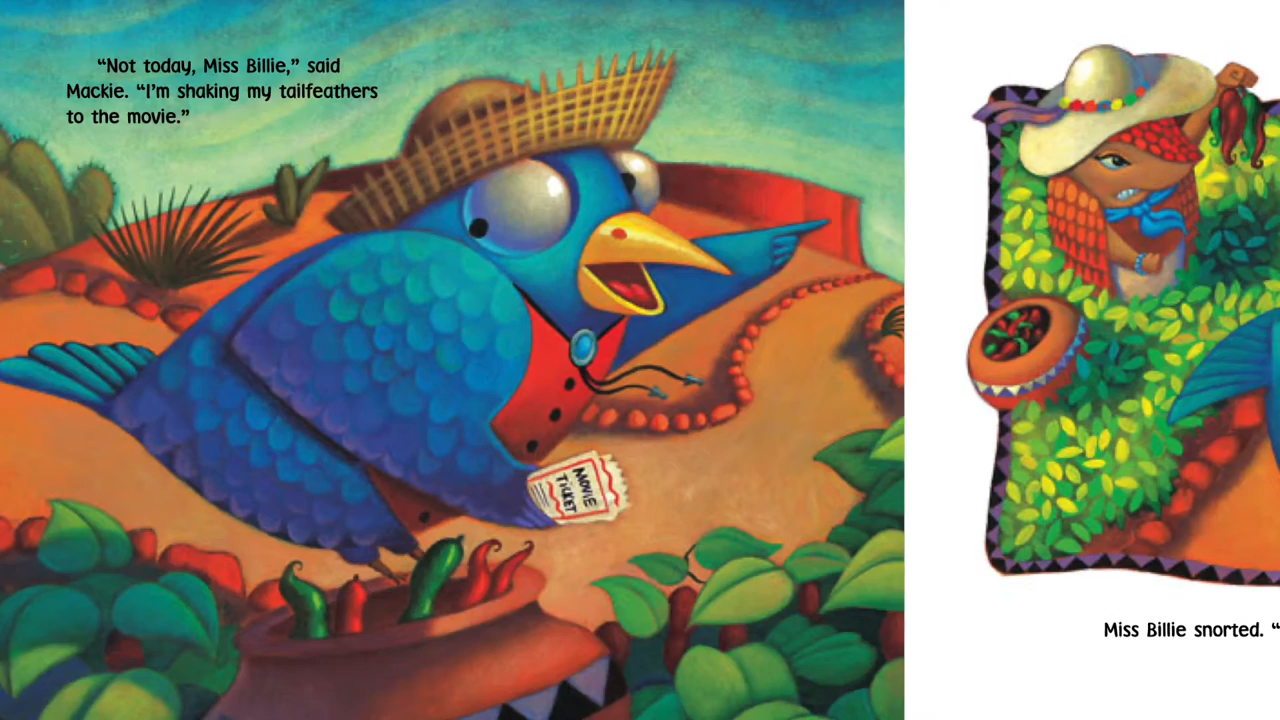 “Not today, Miss Billie,” said
Mackie. “I’m shaking my tailfeathers
to the movie.”
MOVIE
TICKET
Miss Billie snorted. “